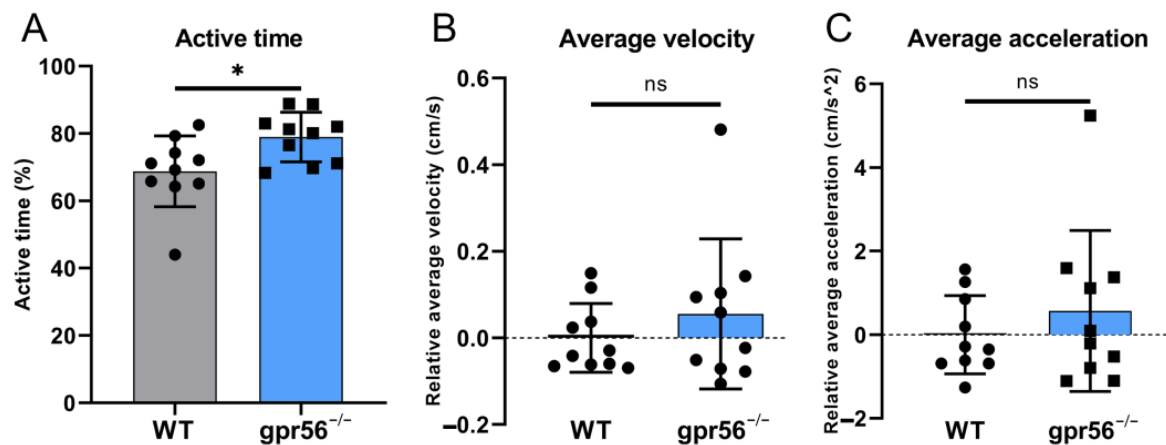 A
Active time
*
Active time (%)
100
80
60
40
20
0
WT
gpr56−/−
B
Average velocity
ns
Relative average velocity (cm/s)
0.6
0.4
0.2
0.0
−0.2
WT
gpr56−/−
C
Average acceleration
ns
Relative average acceleration (cm/s^2)
6
4
2
0
−2
WT
gpr56−/−